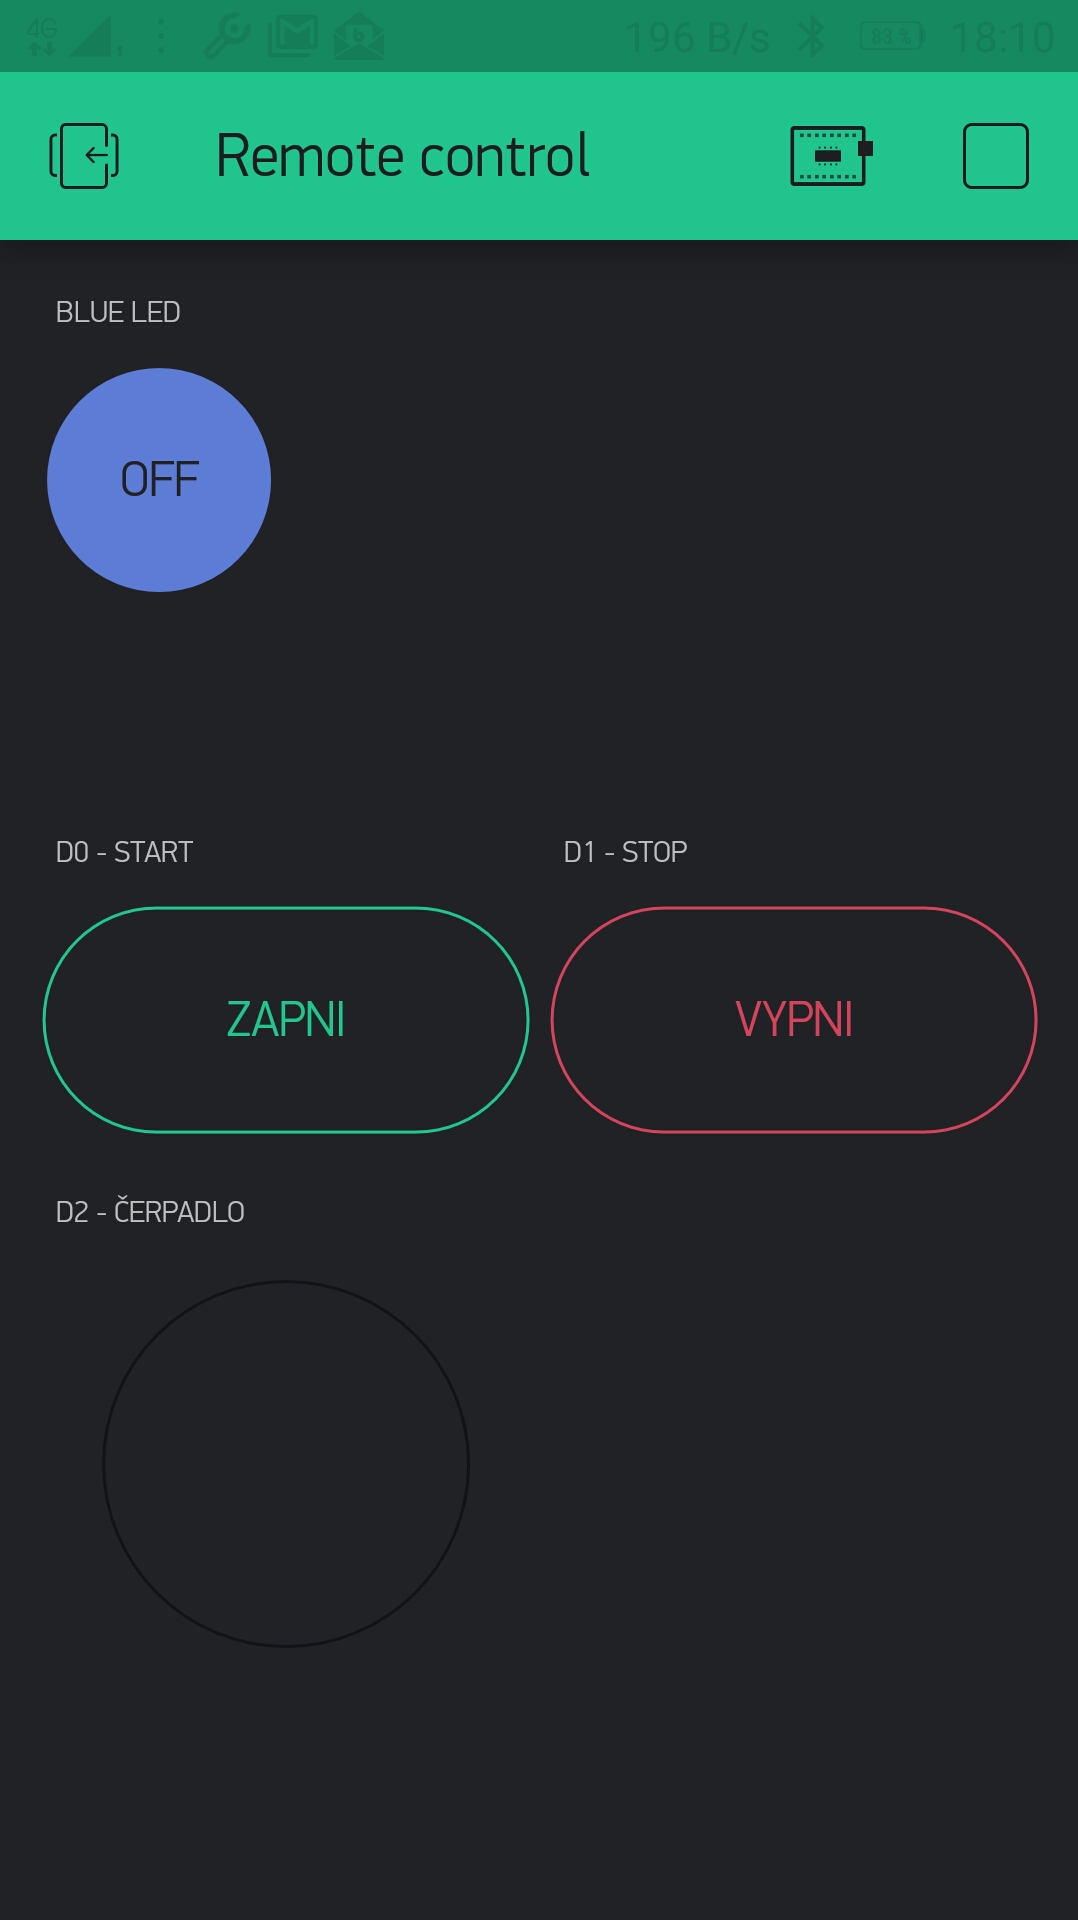 4G 196 B/s 83 % 18:10
Remote control
BLUE LED
OFF
D0 - START D1 - STOP
ZAPNI VYPNI
D2 - ČERPADLO